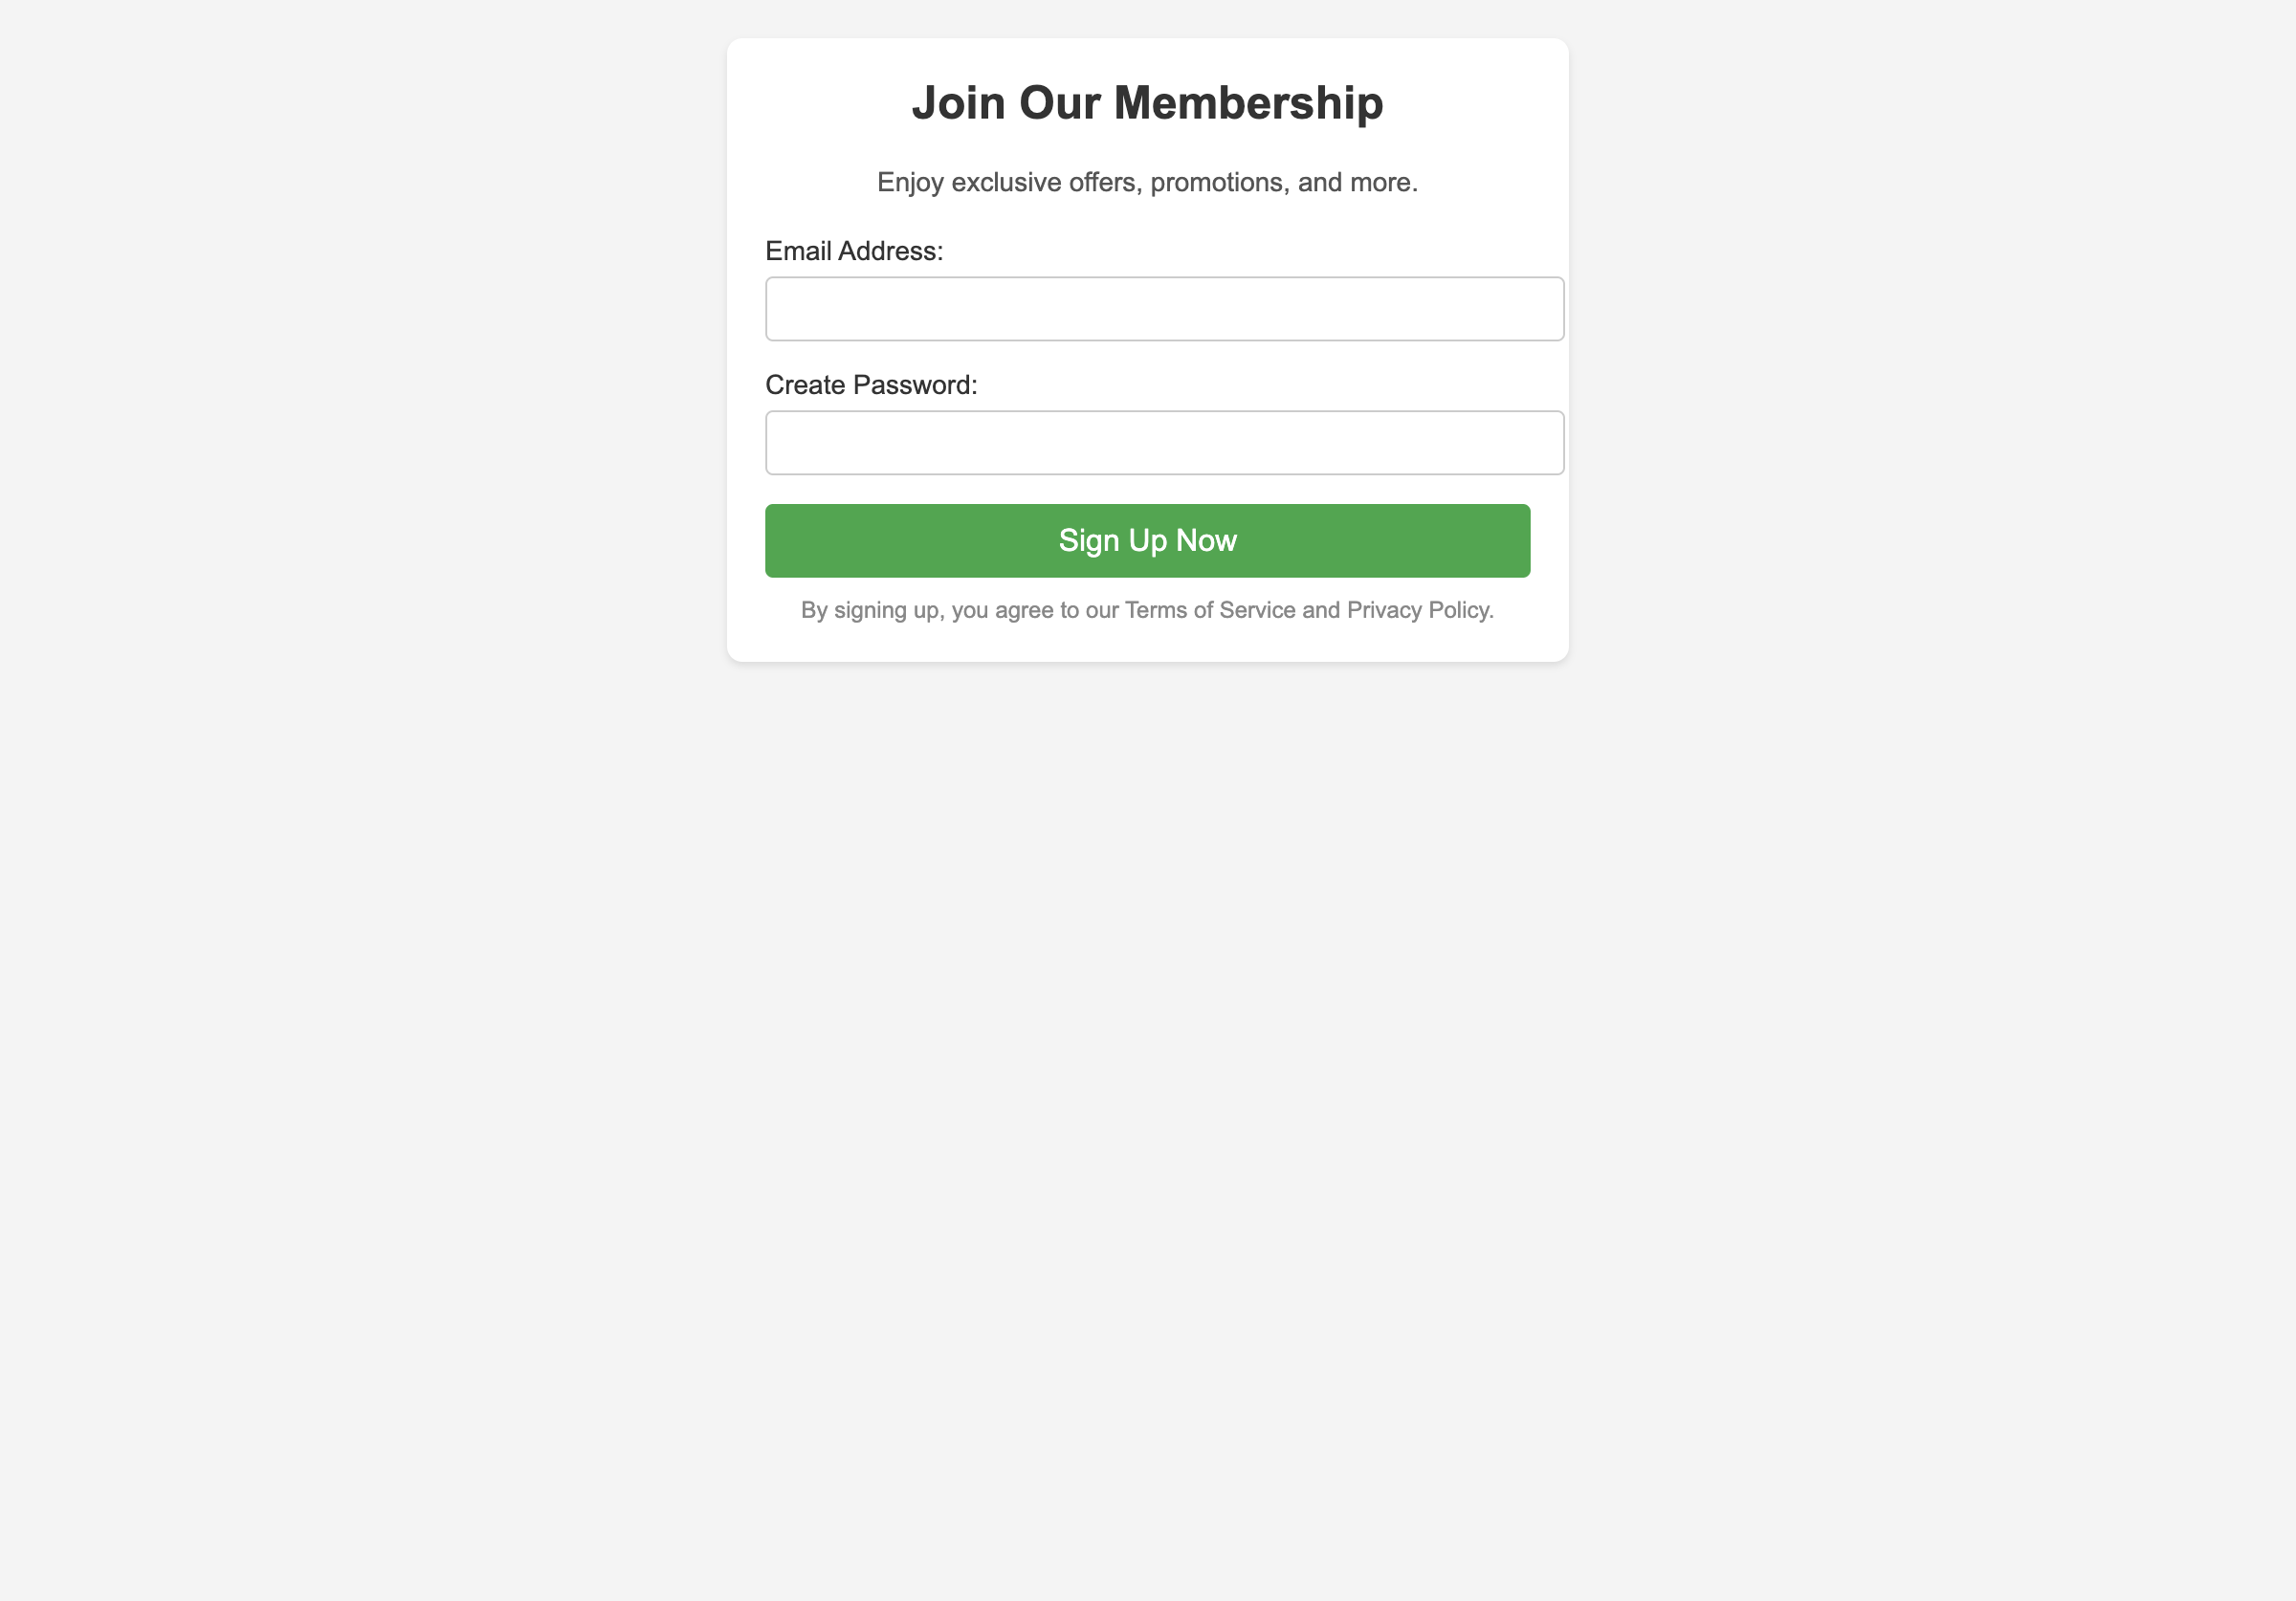 Join Our Membership
Enjoy exclusive offers, promotions, and more.
Email Address:
Create Password:
Sign Up Now
By signing up, you agree to our Terms of Service and Privacy Policy.